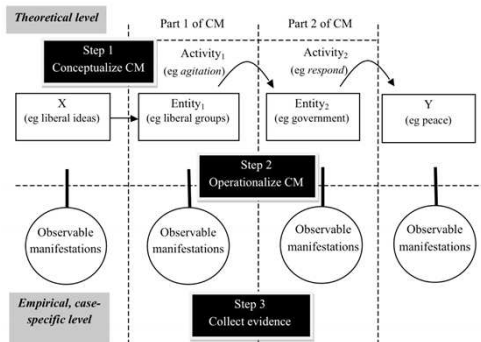 Theoretical level
Part 1 of CM
Part 2 of CM
Step 1
Conceptualize CM
Activity1
(eg agitation)
Activity2
(eg respond)
X
(eg liberal ideas)
Entity1
(eg liberal groups)
Entity2
(eg government)
Y
(eg peace)
Step 2
Operationalize CM
Observable
manifestations
Observable
manifestations
Observable
manifestations
Observable
manifestations
Empirical, case-
specific level
Step 3
Collect evidence